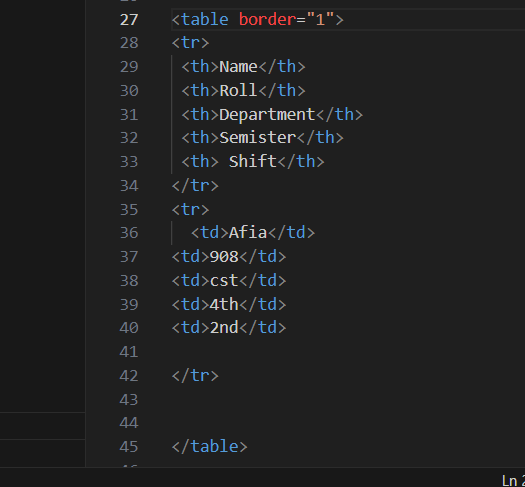 27 <table border="1">
28 <tr>
29 <th>Name</th>
30 <th>Roll</th>
31 <th>Department</th>
32 <th>Semister</th>
33 <th> Shift</th>
34 </tr>
35 <tr>
36 <td>Afia</td>
37 <td>908</td>
38 <td>cst</td>
39 <td>4th</td>
40 <td>2nd</td>
41
42 </tr>
43
44
45 </table>
Ln